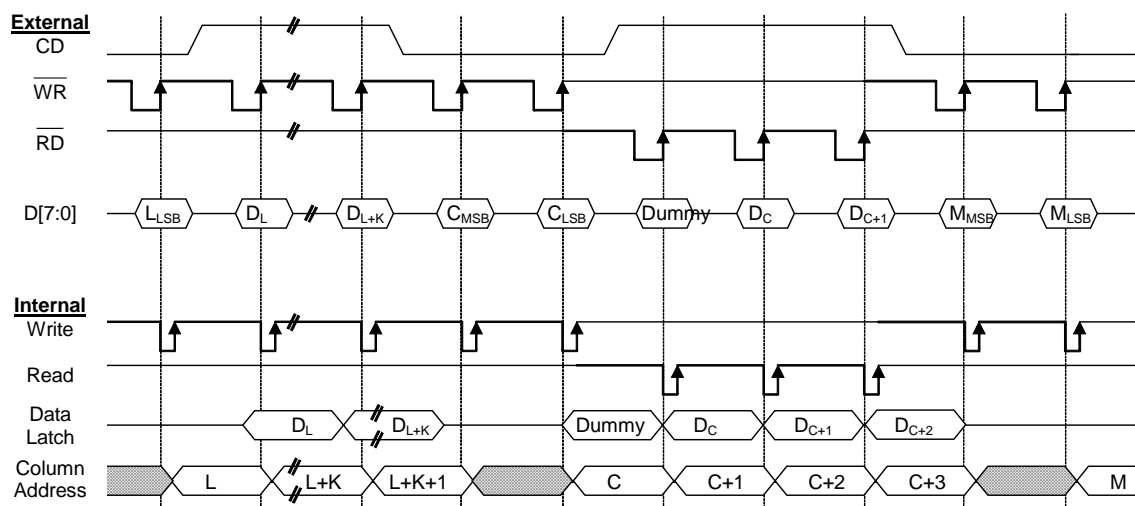 External
CD
WR
RD
D[7:0] LLSB DL DL+K CMSB CLSB Dummy DC DC+1 MMSB MLSB
Internal
Write
Read
Data
Latch
DL DL+K Dummy DC DC+1 DC+2
Column
Address
L L+K L+K+1 C C+1 C+2 C+3 M